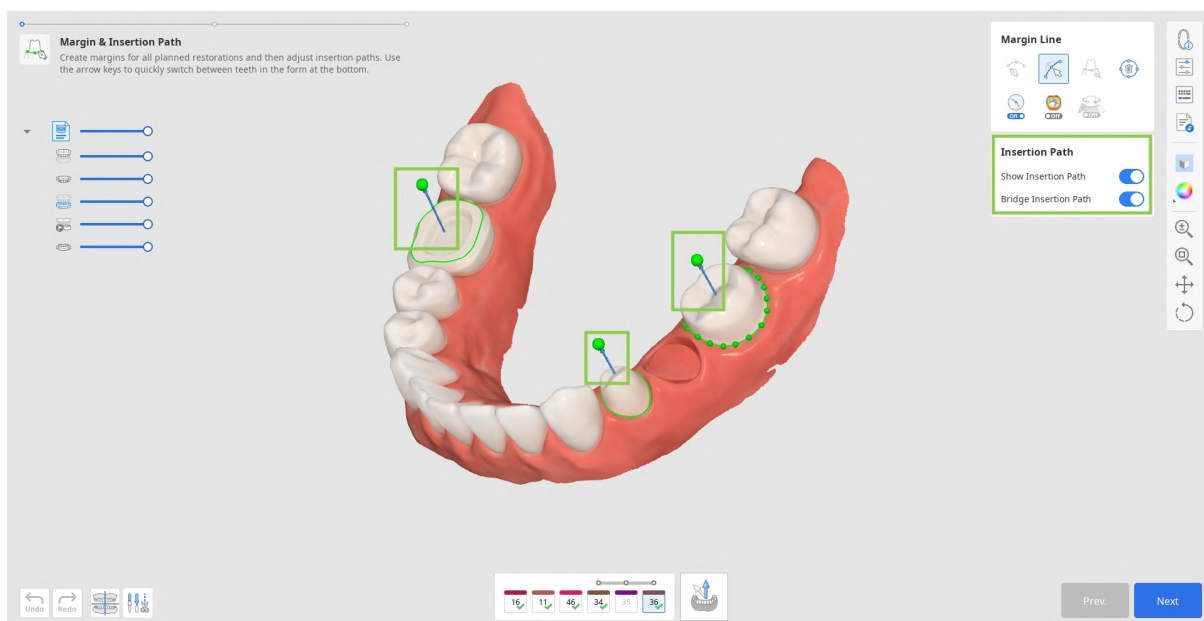 Margin & Insertion Path
Create margins for all planned restorations and then adjust insertion paths. Use
the arrow keys to quickly switch between teeth in the form at the bottom.
Margin Line
ON
OFF
OFF
Insertion Path
Show Insertion Path
Bridge Insertion Path
Undo
Redo
16
11
46
34
35
36
Prev.
Next